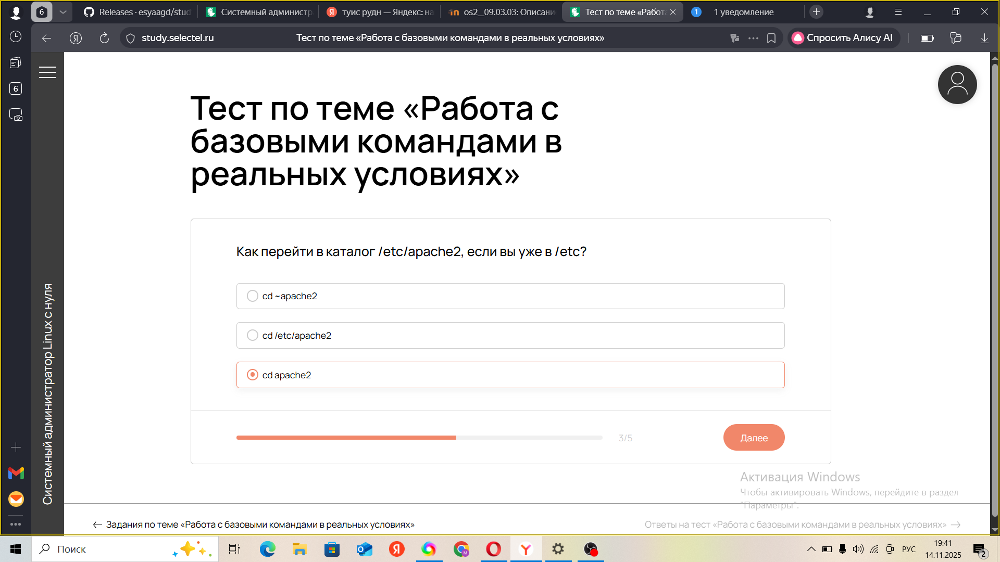 6
Releases · esyaagd/stud
Системный администр
туис рудн — Яндекс: на
os2__09.03.03: Описани
Тест по теме «Работа
1
1 уведомление
study.selectel.ru
Тест по теме «Работа с базовыми командами в реальных условиях»
Спросить Алису AI
6
Системный администратор Linux с нуля
Тест по теме «Работа с
базовыми командами в
реальных условиях»
Как перейти в каталог /etc/apache2, если вы уже в /etc?
cd ~apache2
cd /etc/apache2
cd apache2
3/5
Далее
Активация Windows
Чтобы активировать Windows, перейдите в раздел
"Параметры".
← Задания по теме «Работа с базовыми командами в реальных условиях»
Ответы на тест «Работа с базовыми командами в реальных условиях» →
Поиск
РУС
19:41
14.11.2025
2